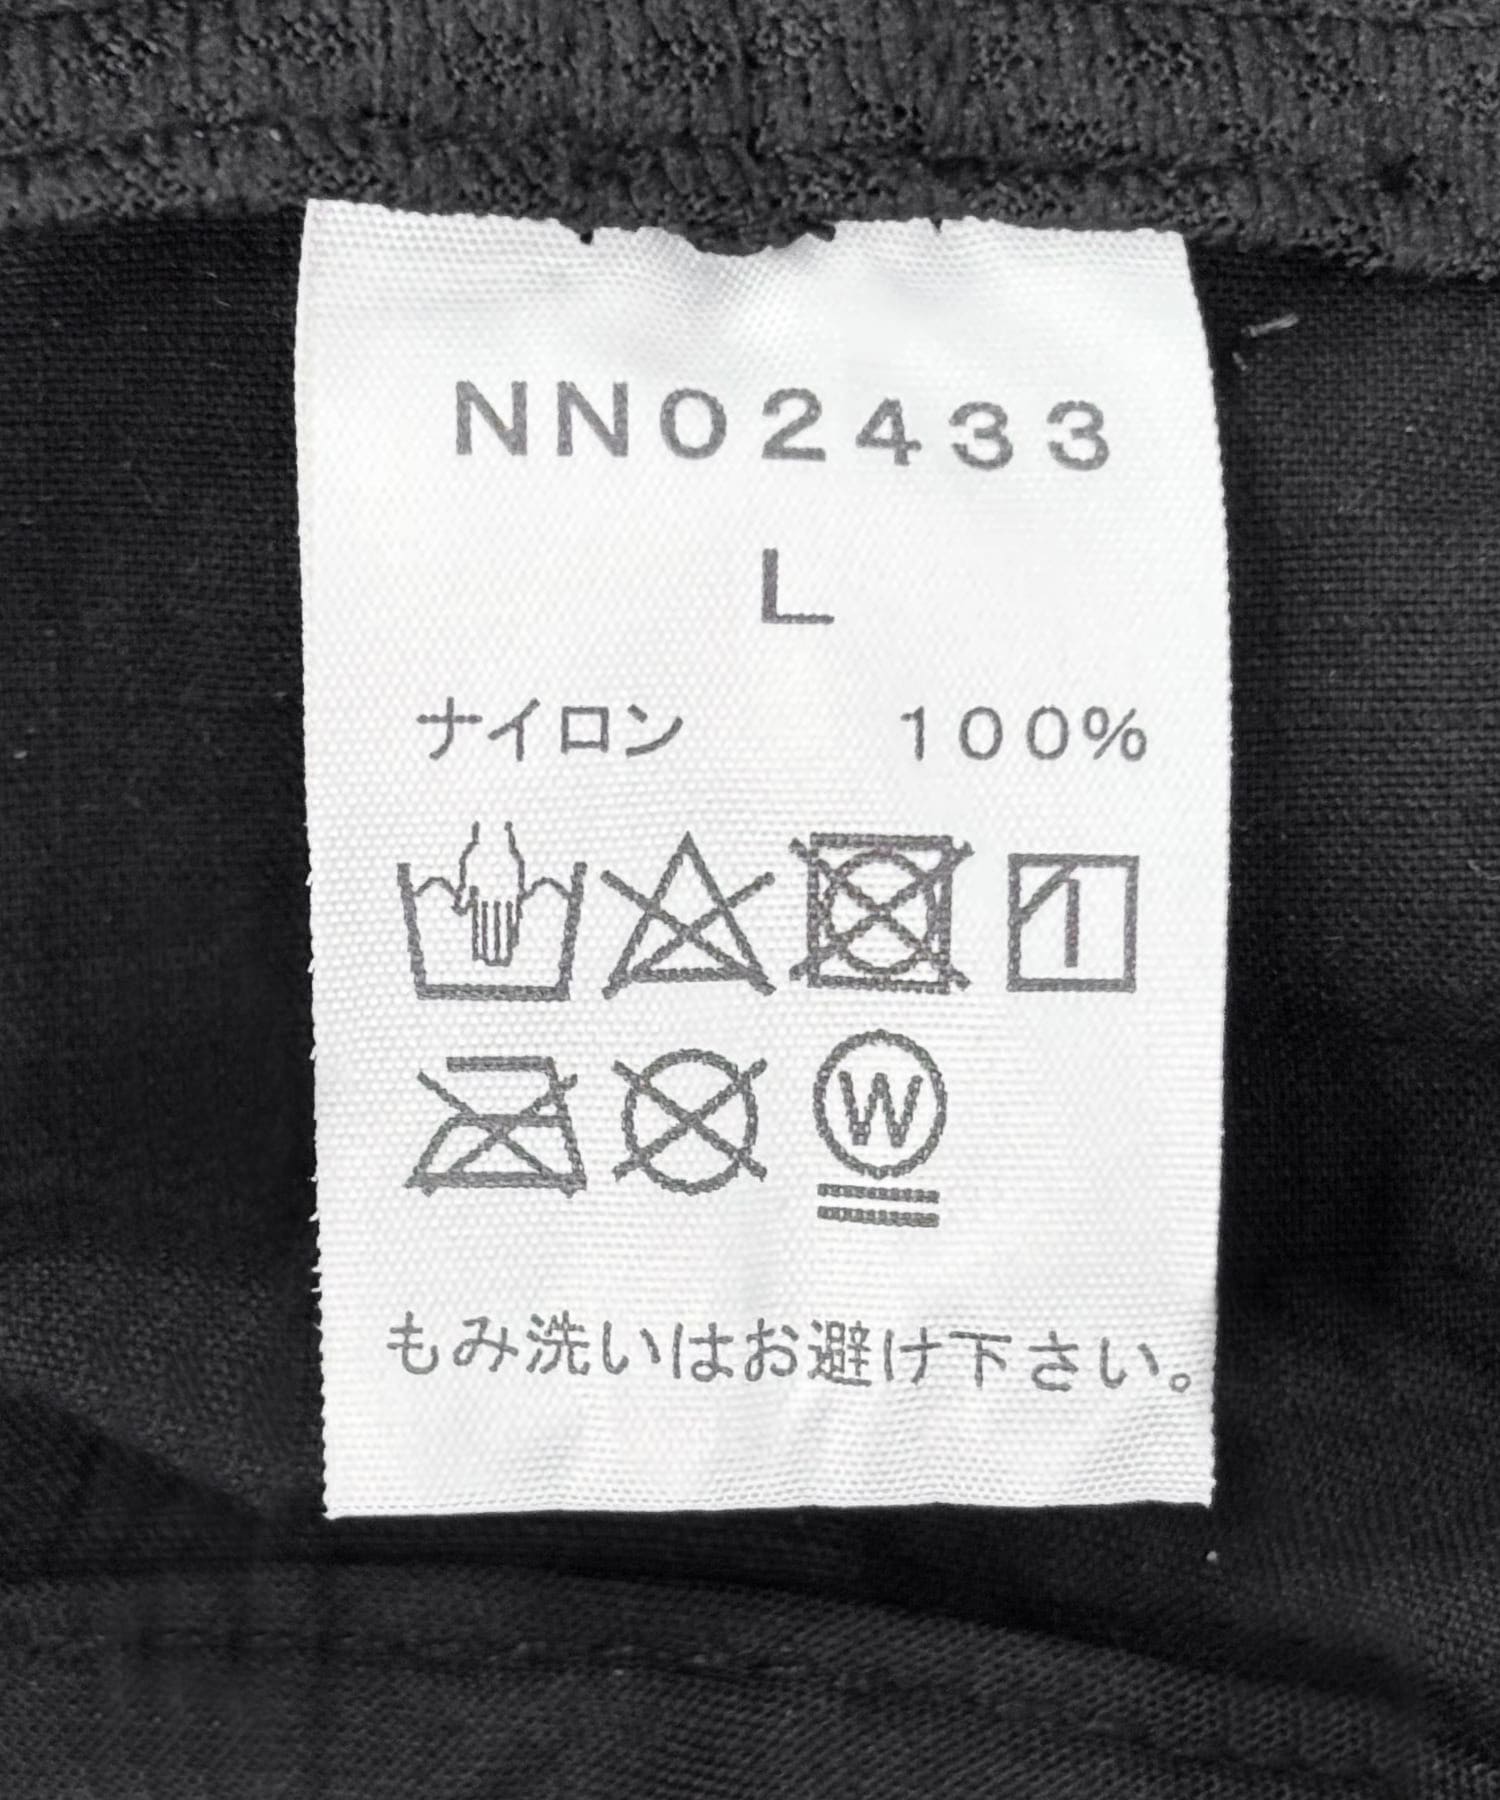 NN02433
L
ナイロン 100%
W
もみ洗いはお避け下さい。